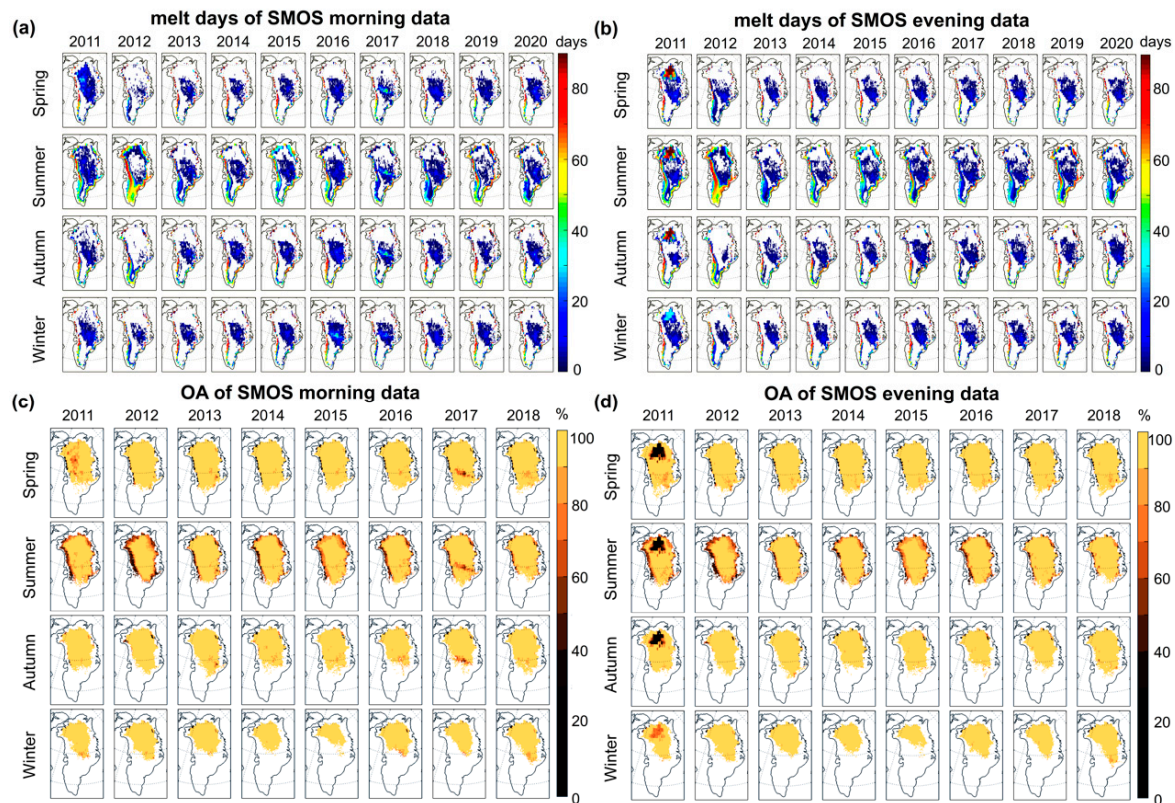 (a) melt days of SMOS morning data
2011 2012 2013 2014 2015 2016 2017 2018 2019 2020 days
Spring
Summer
Autumn
Winter
80
60
40
20
0
(b) melt days of SMOS evening data
2011 2012 2013 2014 2015 2016 2017 2018 2019 2020 days
Spring
Summer
Autumn
Winter
80
60
40
20
0
(c) OA of SMOS morning data
2011 2012 2013 2014 2015 2016 2017 2018 %
Spring
Summer
Autumn
Winter
100
80
60
40
20
0
(d) OA of SMOS evening data
2011 2012 2013 2014 2015 2016 2017 2018 %
Spring
Summer
Autumn
Winter
100
80
60
40
20
0